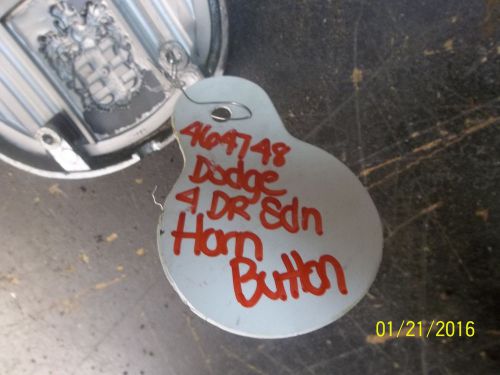 464748
Dodge
4 DR Sdn
Horn
Button
01/21/2016